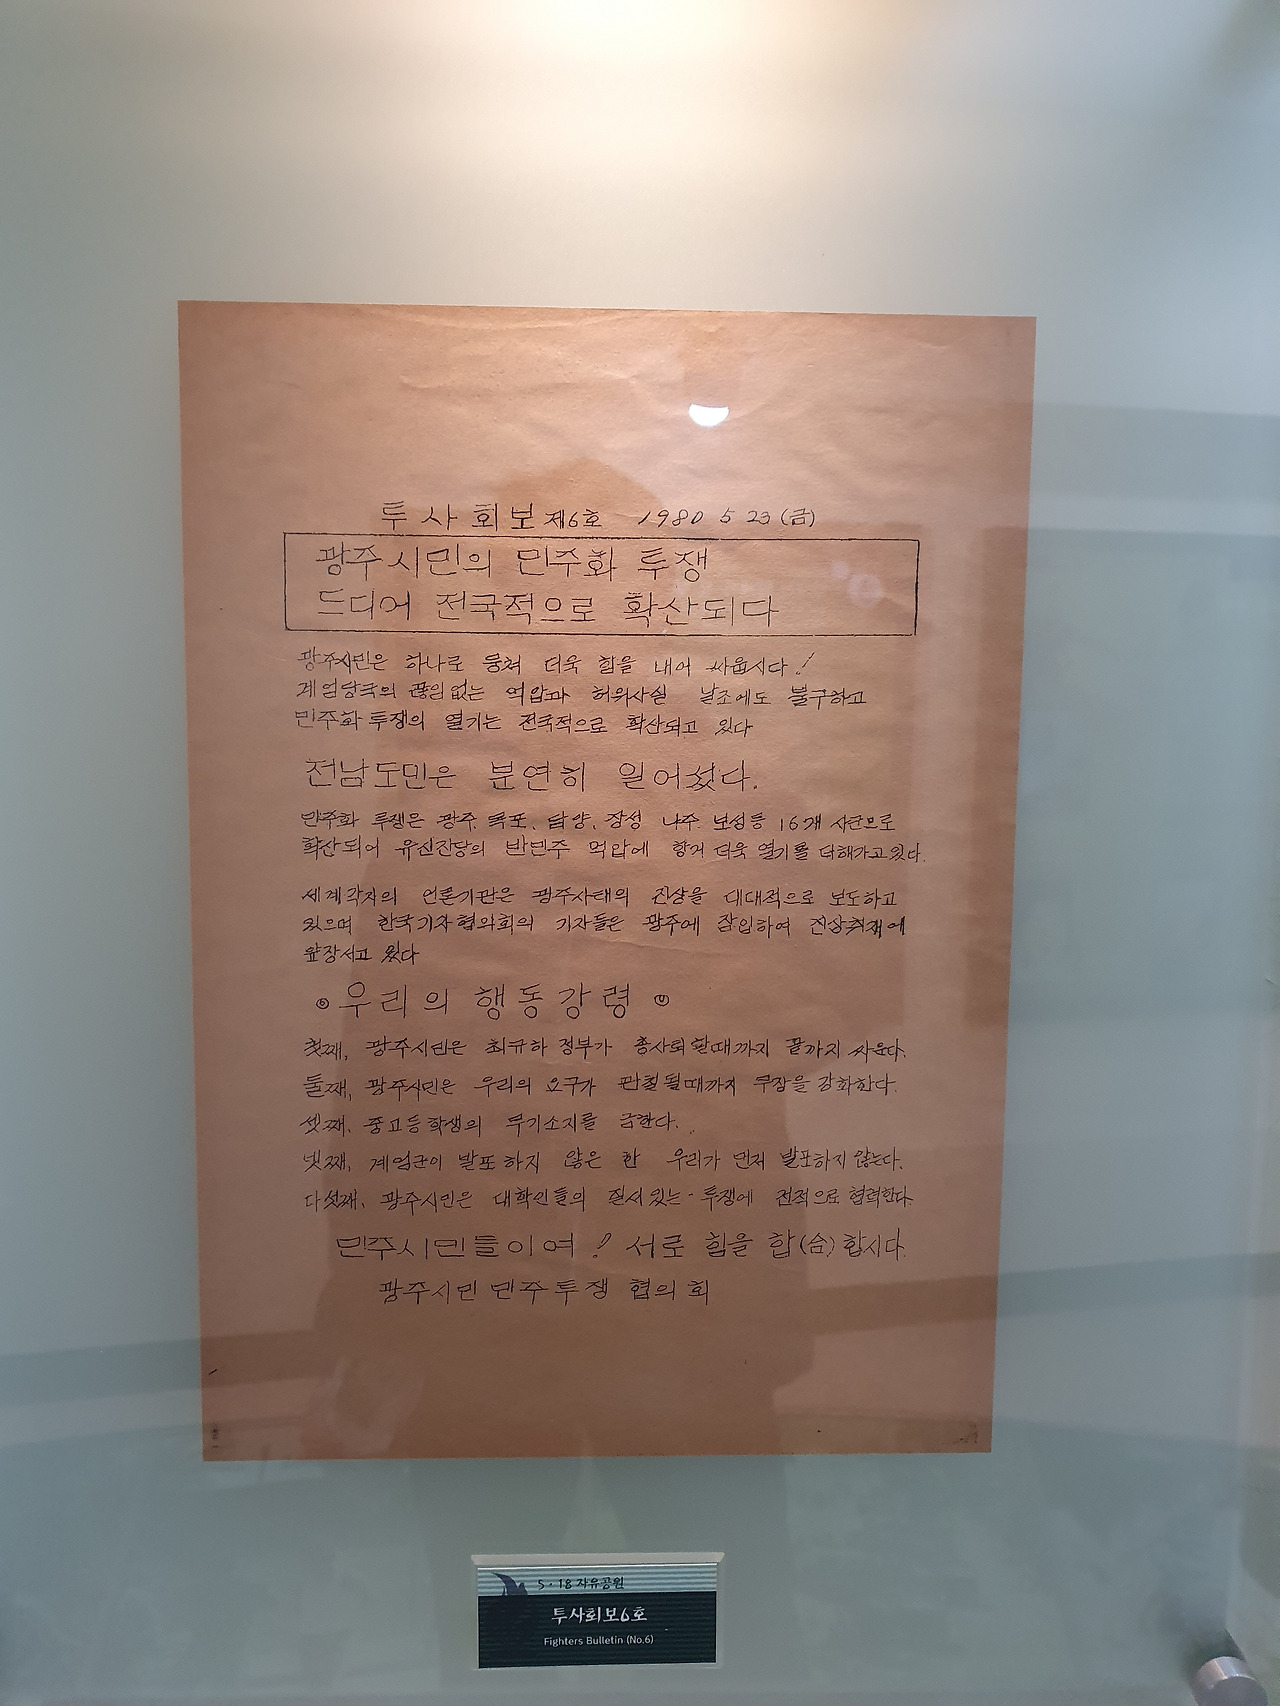 투사회보 제6호 1980 5 23 (금)
광주시민의 민주화 투쟁
드디어 전국적으로 확산되다
광주시민은 하나로 뭉쳐 더욱 힘을 내어 싸웁시다!
계엄당국의 끊임없는 억압과 허위사실 날조에도 불구하고
민주화 투쟁의 열기는 전국적으로 확산되고 있다
전남도민은 분연히 일어섰다.
민주화 투쟁은 광주, 목포, 담양, 장성 나주. 보성등 16개 시군으로
확산되어 유신잔당의 반민주 억압에 항거 더욱 열기를 더해가고 있다.
세계각지의 언론기관은 광주사태의 진상을 대대적으로 보도하고
있으며 한국기자협의회의 기자들은 광주에 잠입하여 진상취재에
앞장서고 있다
◎ 우리의 행동강령 ◎
첫째, 광주시민은 최규하 정부가 총사퇴할때까지 끝까지 싸운다.
둘째, 광주시민은 우리의 요구가 관철될때까지 무장을 강화한다.
셋째, 중고등학생의 무기소지를 금한다.
넷째, 계엄군이 발포하지 않은 한 우리가 먼저 발포하지 않는다.
다섯째, 광주시민은 대학인들의 질서있는 투쟁에 전적으로 협력한다.
민주시민들이여! 서로 힘을 합(合)합시다.
광주시민 민주투쟁 협의회
5·18 자유공원
투사회보6호
Fighters Bulletin (No.6)